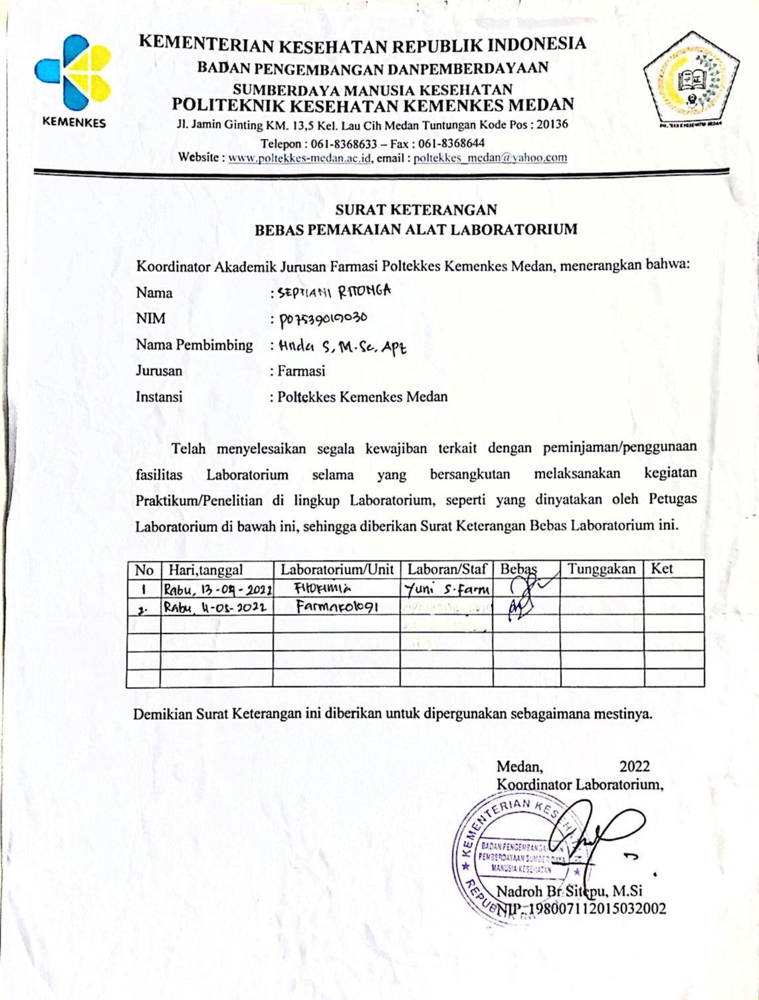 KEMENTERIAN KESEHATAN REPUBLIK INDONESIA
BADAN PENGEMBANGAN DANPEMBERDAYAAN
SUMBERDAYA MANUSIA KESEHATAN
POLITEKNIK KESEHATAN KEMENKES MEDAN
KEMENKES
Jl. Jamin Ginting KM. 13,5 Kel. Lau Cih Medan Tuntungan Kode Pos : 20136
Telepon : 061-8368633 – Fax : 061-8368644
Website : www.poltekkes-medan.ac.id, email : poltekkes_medan@yahoo.com
SURAT KETERANGAN
BEBAS PEMAKAIAN ALAT LABORATORIUM
Koordinator Akademik Jurusan Farmasi Poltekkes Kemenkes Medan, menerangkan bahwa:
Nama : SEPTIANI RITONGA
NIM : P07539019030
Nama Pembimbing : S, M.Sc, Apt
Jurusan : Farmasi
Instansi : Poltekkes Kemenkes Medan
Telah menyelesaikan segala kewajiban terkait dengan peminjaman/penggunaan
fasilitas Laboratorium selama yang bersangkutan melaksanakan kegiatan
Praktikum/Penelitian di lingkup Laboratorium, seperti yang dinyatakan oleh Petugas
Laboratorium di bawah ini, sehingga diberikan Surat Keterangan Bebas Laboratorium ini.
No Hari,tanggal Laboratorium/Unit Laboran/Staf Bebas Tunggakan Ket
1 Rabu, 13-04-2022 Fitokimia Yuni S.Farm
2. Rabu, 4-05-2022 Farmakologi
Demikian Surat Keterangan ini diberikan untuk dipergunakan sebagaimana mestinya.
Medan, 2022
Koordinator Laboratorium,
KEMENTERIAN KESEHATAN
BADAN PENGEMBANGAN DAN
PEMBERDAYAAN SUMBER DAYA
MANUSIA KESEHATAN
REPUBLIK
Nadroh Br Sitepu, M.Si
NIP. 198007112015032002